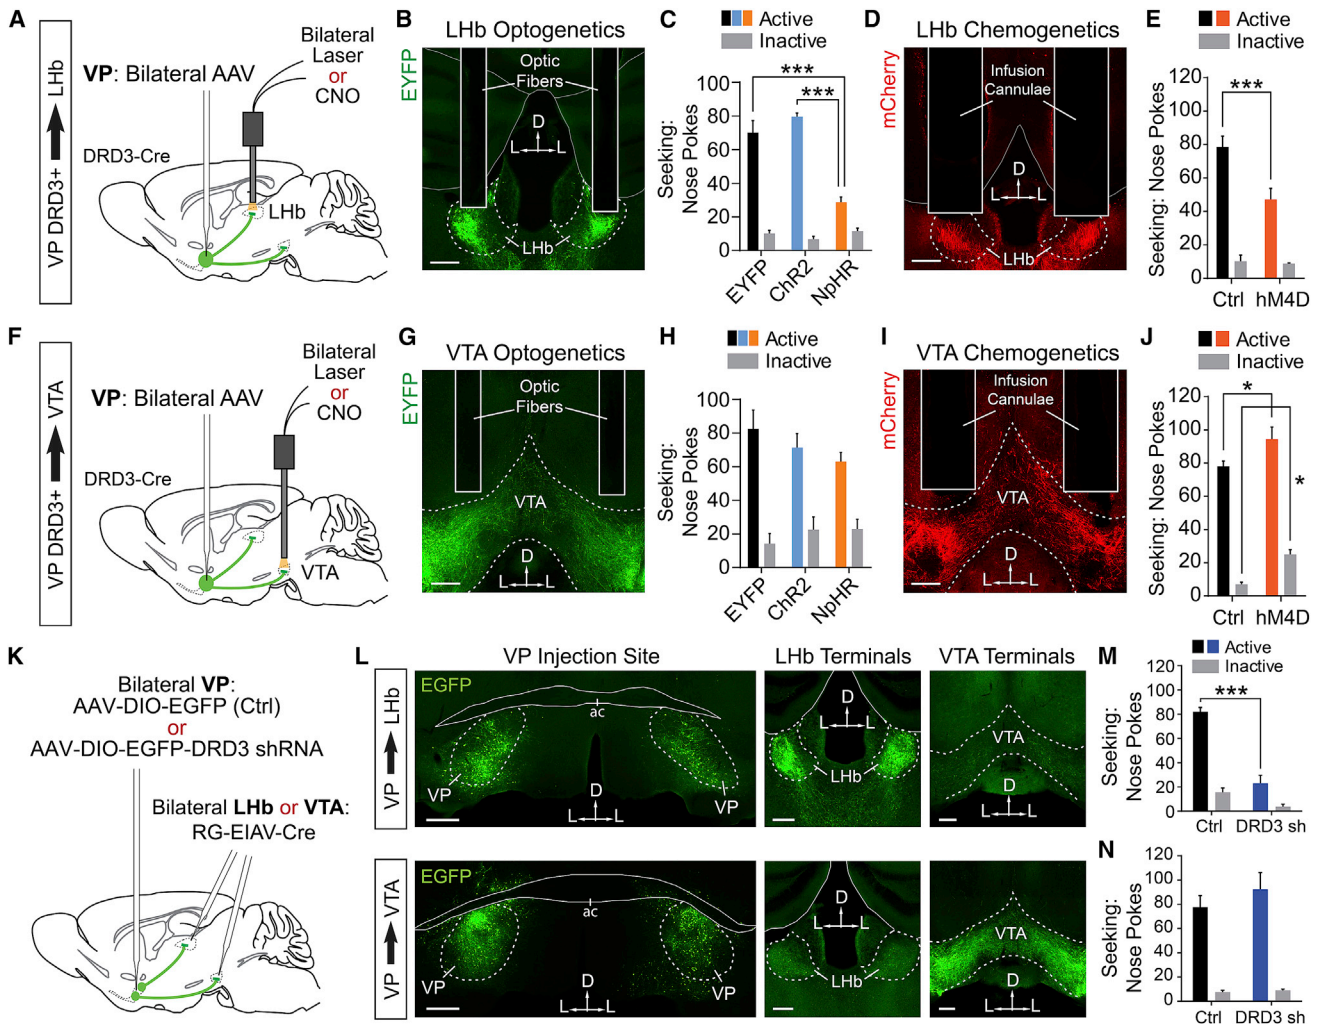 A
VP DRD3+ LHb
VP: Bilateral AAV
Bilateral
Laser
or
CNO
DRD3-Cre
LHb
B
LHb Optogenetics
EYFP
Optic
Fibers
D
L L
LHb
C
Active
Inactive
Seeking:
Nose Pokes
100
80
60
40
20
0
***
***
EYFP
ChR2
NpHR
D
LHb Chemogenetics
mCherry
Infusion
Cannulae
D
L L
LHb
E
Active
Inactive
Seeking: Nose Pokes
120
100
80
60
40
20
0
***
Ctrl
hM4D
F
VP DRD3+ VTA
VP: Bilateral AAV
Bilateral
Laser
or
CNO
DRD3-Cre
VTA
G
VTA Optogenetics
EYFP
Optic
Fibers
VTA
D
L L
H
Active
Inactive
Seeking:
Nose Pokes
100
80
60
40
20
0
EYFP
ChR2
NpHR
I
VTA Chemogenetics
mCherry
Infusion
Cannulae
VTA
D
L L
J
Active
Inactive
Seeking: Nose Pokes
120
100
80
60
40
20
0
*
*
Ctrl
hM4D
K
Bilateral VP:
AAV-DIO-EGFP (Ctrl)
or
AAV-DIO-EGFP-DRD3 shRNA
Bilateral LHb or VTA:
RG-EIAV-Cre
L
VP Injection Site
LHb Terminals
VTA Terminals
VP LHb
EGFP
ac
VP
VP
D
L L
D
L L
LHb
VTA
D
L L
VP VTA
EGFP
ac
VP
VP
D
L L
D
L L
LHb
VTA
D
L L
M
Active
Inactive
Seeking:
Nose Pokes
120
100
80
60
40
20
0
***
Ctrl
DRD3 sh
N
Seeking:
Nose Pokes
120
100
80
60
40
20
0
Ctrl
DRD3 sh